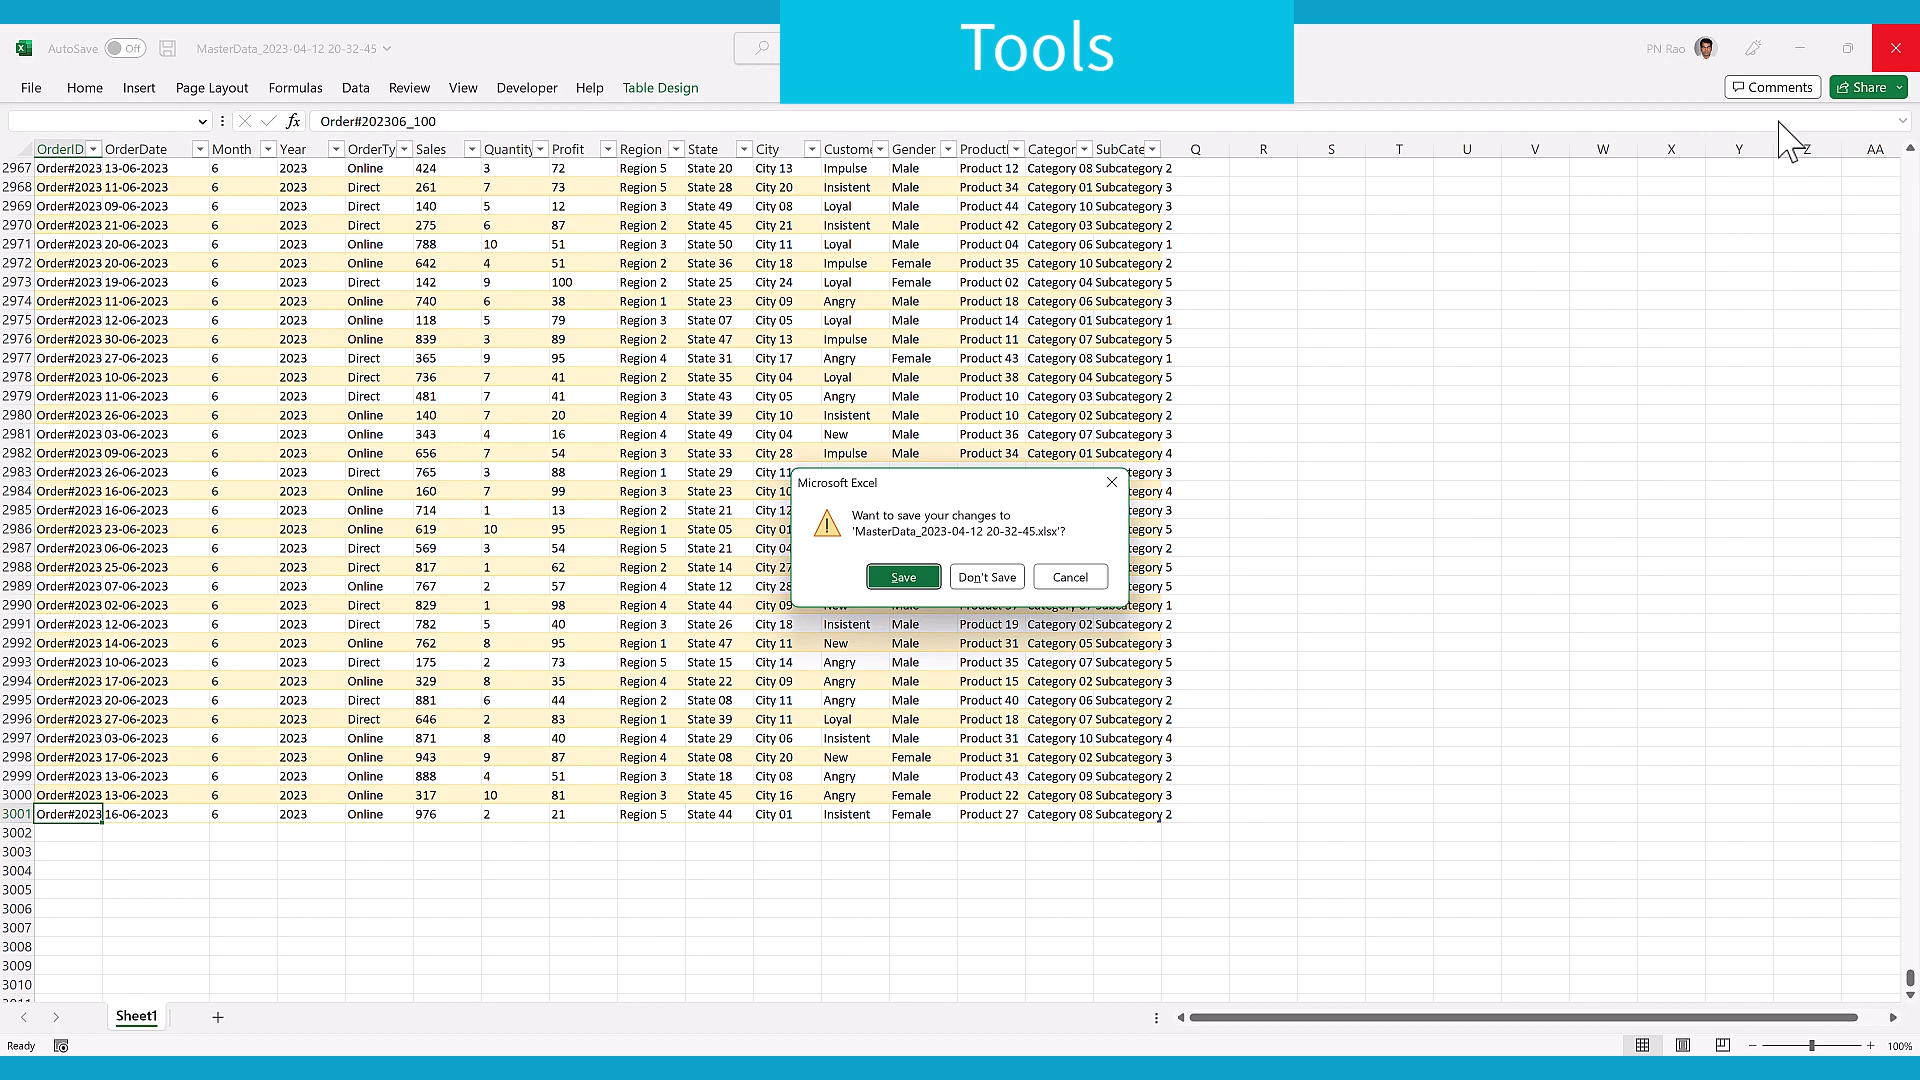 Tools
AutoSave Off MasterData_2023-04-12 20-32-45 PN Rao
File Home Insert Page Layout Formulas Data Review View Developer Help Table Design Comments Share
fx Order#202306_100
OrderID OrderDate Month Year OrderTy Sales Quantity Profit Region State City Custome Gender Product Categor SubCate Q R S T U V W X Y Z AA
2967 Order#2023 13-06-2023 6 2023 Online 424 3 72 Region 5 State 20 City 13 Impulse Male Product 12 Category 08 Subcategory 2
2968 Order#2023 11-06-2023 6 2023 Direct 261 7 73 Region 5 State 28 City 20 Insistent Male Product 34 Category 01 Subcategory 3
2969 Order#2023 09-06-2023 6 2023 Direct 140 5 12 Region 3 State 49 City 08 Loyal Male Product 44 Category 10 Subcategory 3
2970 Order#2023 21-06-2023 6 2023 Direct 275 6 87 Region 2 State 45 City 21 Insistent Male Product 42 Category 03 Subcategory 2
2971 Order#2023 20-06-2023 6 2023 Online 788 10 51 Region 3 State 50 City 11 Loyal Male Product 04 Category 06 Subcategory 1
2972 Order#2023 20-06-2023 6 2023 Online 642 4 51 Region 2 State 36 City 18 Impulse Female Product 35 Category 10 Subcategory 2
2973 Order#2023 19-06-2023 6 2023 Direct 142 9 100 Region 2 State 25 City 24 Loyal Female Product 02 Category 04 Subcategory 5
2974 Order#2023 11-06-2023 6 2023 Online 740 6 38 Region 1 State 23 City 09 Angry Male Product 18 Category 06 Subcategory 3
2975 Order#2023 12-06-2023 6 2023 Online 118 5 79 Region 3 State 07 City 05 Loyal Male Product 14 Category 01 Subcategory 1
2976 Order#2023 30-06-2023 6 2023 Online 839 3 89 Region 2 State 47 City 13 Impulse Male Product 11 Category 07 Subcategory 5
2977 Order#2023 27-06-2023 6 2023 Direct 365 9 95 Region 4 State 31 City 17 Angry Female Product 43 Category 08 Subcategory 1
2978 Order#2023 10-06-2023 6 2023 Direct 736 7 41 Region 2 State 35 City 04 Loyal Male Product 38 Category 04 Subcategory 5
2979 Order#2023 11-06-2023 6 2023 Direct 481 7 41 Region 3 State 43 City 05 Angry Male Product 10 Category 03 Subcategory 2
2980 Order#2023 26-06-2023 6 2023 Online 140 7 20 Region 4 State 39 City 10 Insistent Male Product 10 Category 02 Subcategory 2
2981 Order#2023 03-06-2023 6 2023 Online 343 4 16 Region 4 State 49 City 04 New Male Product 36 Category 07 Subcategory 3
2982 Order#2023 09-06-2023 6 2023 Online 656 7 54 Region 3 State 33 City 28 Impulse Male Product 34 Category 01 Subcategory 4
2983 Order#2023 26-06-2023 6 2023 Direct 765 3 88 Region 1 State 29 City 11 tegory 3
2984 Order#2023 16-06-2023 6 2023 Online 160 7 99 Region 3 State 23 City 10 tegory 4
2985 Order#2023 16-06-2023 6 2023 Online 714 1 13 Region 2 State 21 City 12 tegory 3
2986 Order#2023 23-06-2023 6 2023 Online 619 10 95 Region 1 State 05 City 01 tegory 5
2987 Order#2023 06-06-2023 6 2023 Direct 569 3 54 Region 5 State 21 City 04 tegory 2
2988 Order#2023 25-06-2023 6 2023 Direct 817 1 62 Region 2 State 14 City 27 tegory 5
2989 Order#2023 07-06-2023 6 2023 Online 767 2 57 Region 4 State 12 City 28 tegory 5
2990 Order#2023 02-06-2023 6 2023 Direct 829 1 98 Region 4 State 44 City 09 tegory 1
2991 Order#2023 12-06-2023 6 2023 Direct 782 5 40 Region 3 State 26 City 18 Insistent Male Product 19 Category 02 Subcategory 2
2992 Order#2023 14-06-2023 6 2023 Online 762 8 95 Region 1 State 47 City 11 New Male Product 31 Category 05 Subcategory 3
2993 Order#2023 10-06-2023 6 2023 Direct 175 2 73 Region 5 State 15 City 14 Angry Male Product 35 Category 07 Subcategory 5
2994 Order#2023 17-06-2023 6 2023 Online 329 8 35 Region 4 State 22 City 09 Angry Male Product 15 Category 02 Subcategory 3
2995 Order#2023 20-06-2023 6 2023 Direct 881 6 44 Region 2 State 08 City 11 Angry Male Product 40 Category 06 Subcategory 2
2996 Order#2023 27-06-2023 6 2023 Direct 646 2 83 Region 1 State 39 City 11 Loyal Male Product 18 Category 07 Subcategory 2
2997 Order#2023 03-06-2023 6 2023 Online 871 8 40 Region 4 State 29 City 06 Insistent Male Product 31 Category 10 Subcategory 4
2998 Order#2023 17-06-2023 6 2023 Online 943 9 87 Region 4 State 08 City 20 New Female Product 31 Category 02 Subcategory 3
2999 Order#2023 13-06-2023 6 2023 Online 888 4 51 Region 3 State 18 City 08 Angry Male Product 43 Category 09 Subcategory 2
3000 Order#2023 13-06-2023 6 2023 Online 317 10 81 Region 3 State 45 City 16 Angry Female Product 22 Category 08 Subcategory 3
3001 Order#2023 16-06-2023 6 2023 Online 976 2 21 Region 5 State 44 City 01 Insistent Female Product 27 Category 08 Subcategory 2
3002
3003
3004
3005
3006
3007
3008
3009
3010
Microsoft Excel
Want to save your changes to
'MasterData_2023-04-12 20-32-45.xlsx'?
Save Don't Save Cancel
Sheet1
Ready 100%